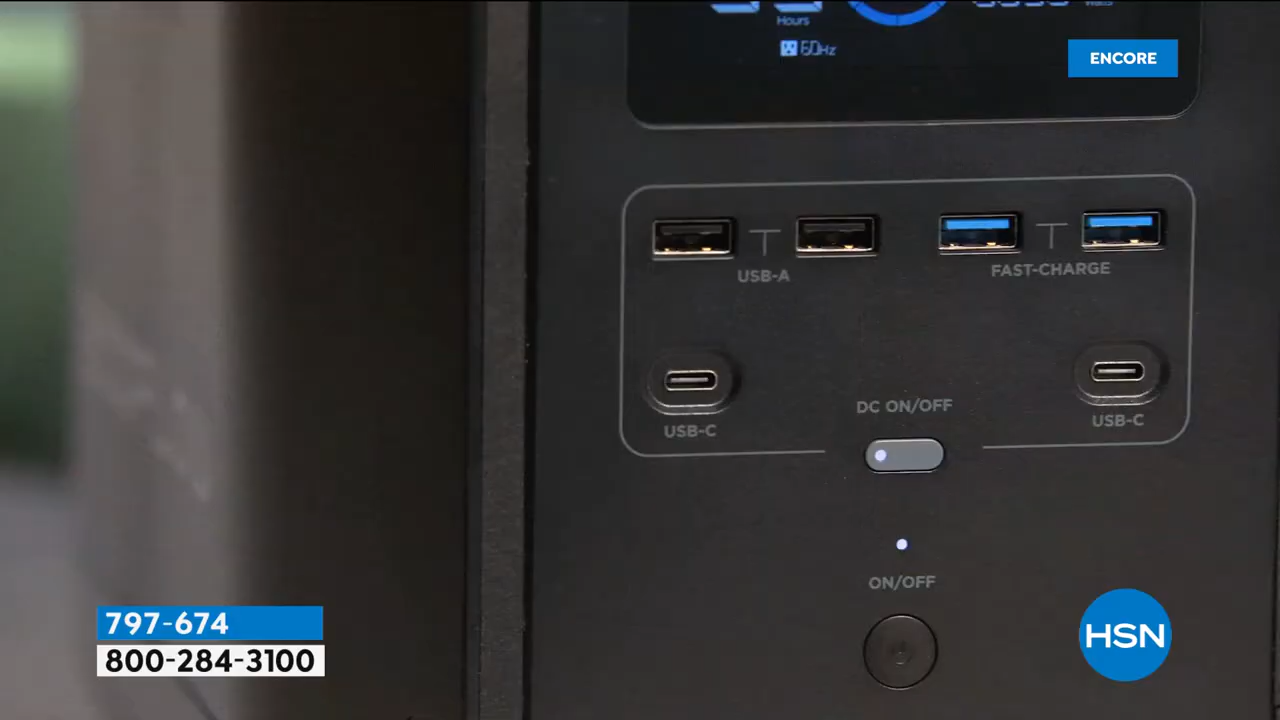 Hours
60Hz
ENCORE
USB-A
FAST-CHARGE
DC ON/OFF
USB-C
USB-C
ON/OFF
797-674
800-284-3100
HSN